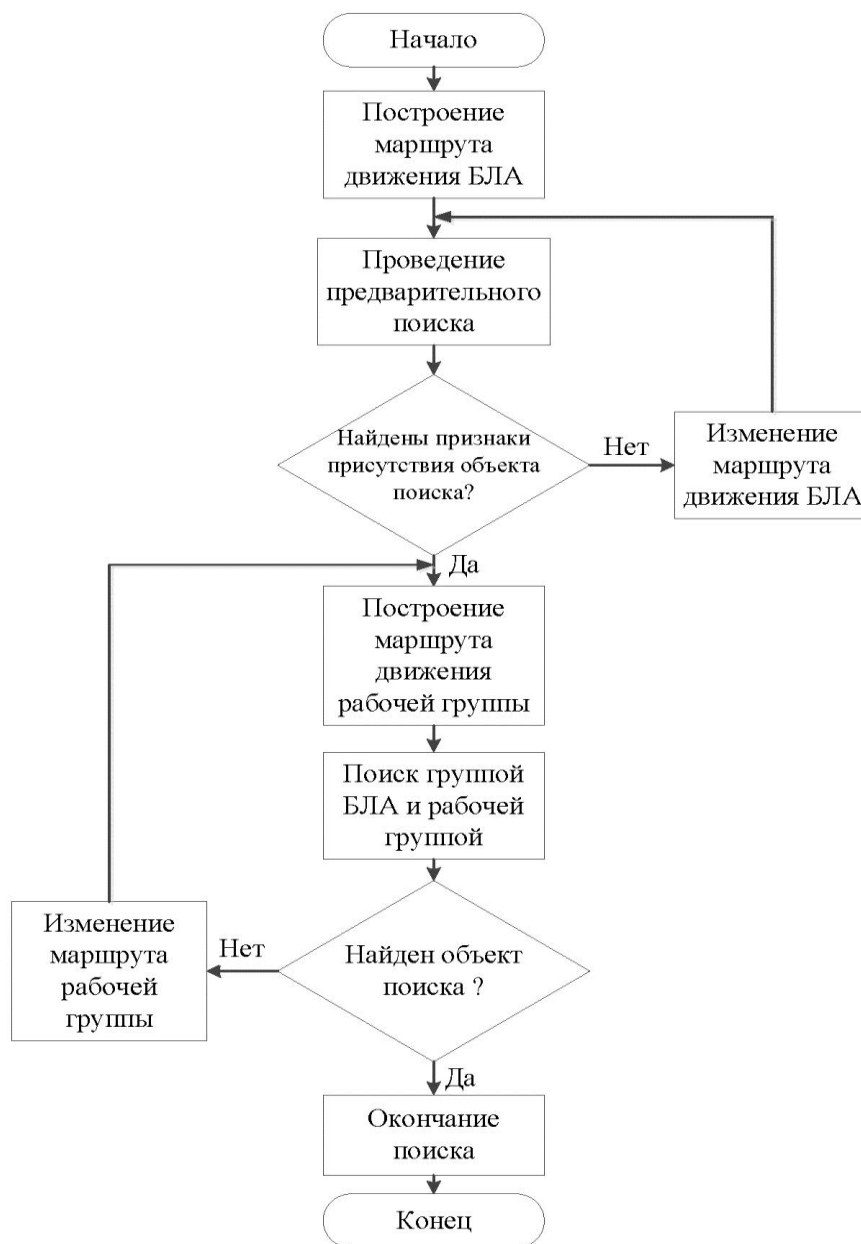 Начало
Построение
маршрута
движения БЛА
Проведение
предварительного
поиска
Найдены признаки
присутствия объекта
поиска?
Нет
Изменение
маршрута
движения БЛА
Да
Построение
маршрута
движения
рабочей группы
Поиск группой
БЛА и рабочей
группой
Найден объект
поиска ?
Нет
Изменение
маршрута
рабочей
группы
Да
Окончание
поиска
Конец